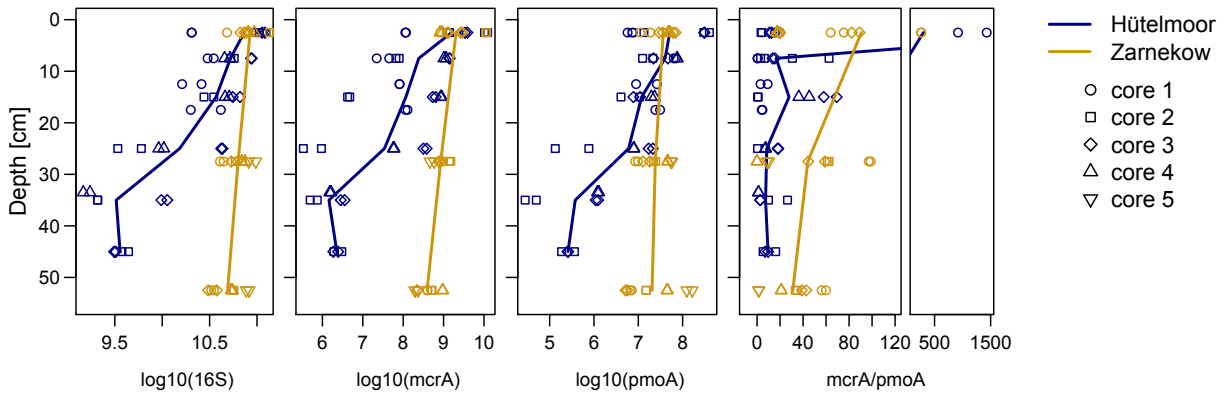 Depth [cm]
0
10
20
30
40
50
9.5
10.5
log10(16S)
6
7
8
9
10
log10(mcrA)
5
6
7
8
log10(pmoA)
0
40
80
120
500
1500
mcrA/pmoA
Hütelmoor
Zarnekow
core 1
core 2
core 3
core 4
core 5